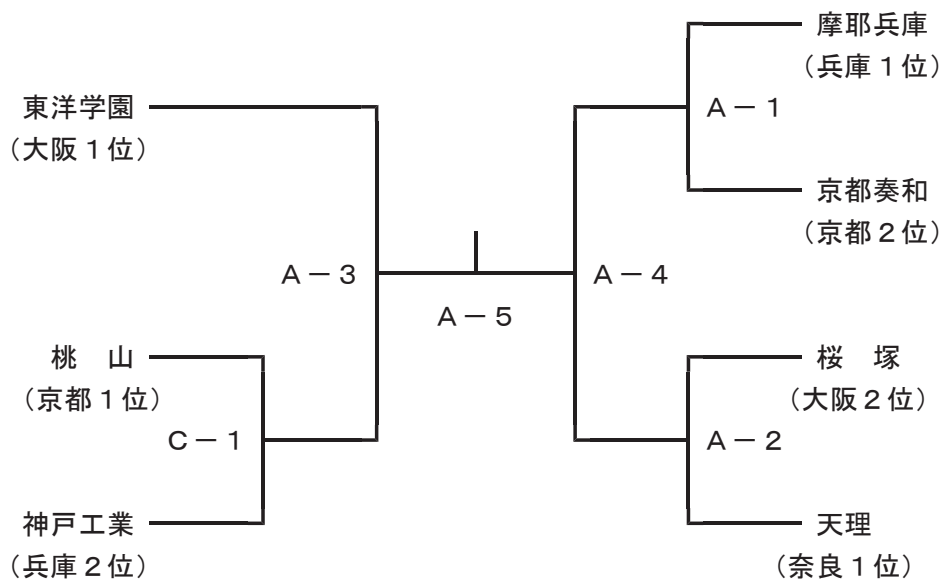 東洋学園
（大阪１位）
Ａ－３
桃　山
（京都１位）
Ｃ－１
神戸工業
（兵庫２位）
Ａ－５
摩耶兵庫
（兵庫１位）
Ａ－１
京都奏和
（京都２位）
Ａ－４
桜　塚
（大阪２位）
Ａ－２
天理
（奈良１位）